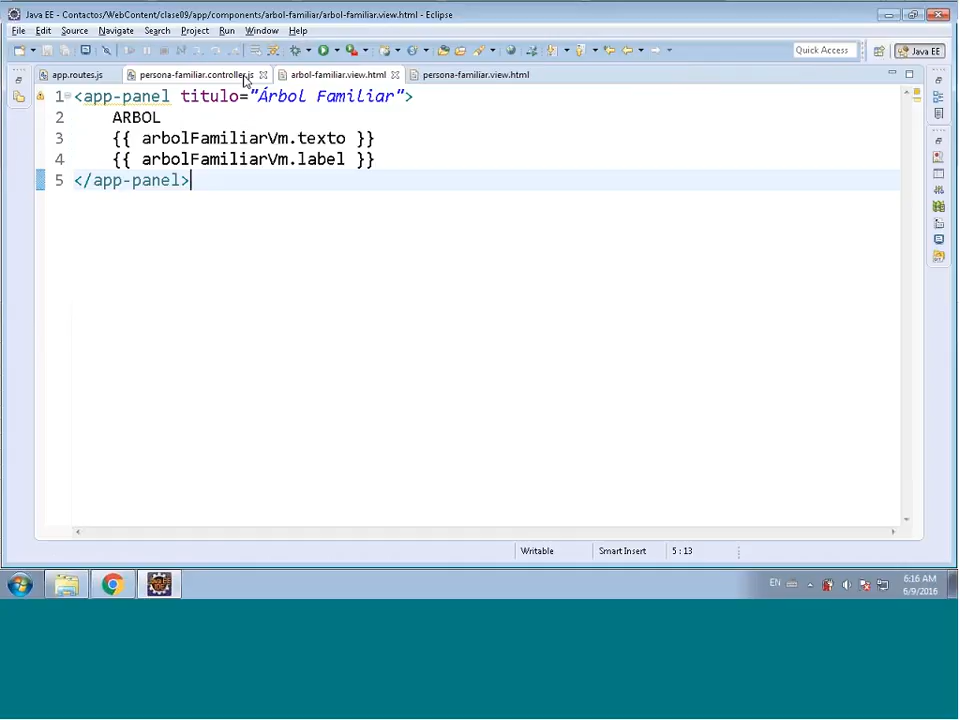 Java EE - Contactos/WebContent/clase09/app/components/arbol-familiar/arbol-familiar.view.html - Eclipse
File Edit Source Navigate Search Project Run Window Help
Quick Access Java EE
app.routes.js persona-familiar.controller.js arbol-familiar.view.html persona-familiar.view.html
1 <app-panel titulo="Árbol Familiar">
2 ARBOL
3 {{ arbolFamiliarVm.texto }}
4 {{ arbolFamiliarVm.label }}
5 </app-panel>
Writable Smart Insert 5 : 13
EN 6:16 AM
6/9/2016